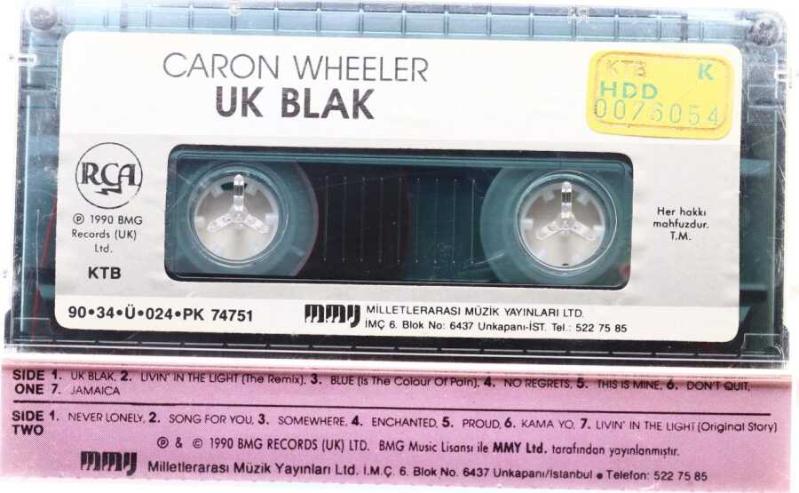 CARON WHEELER
UK BLAK
KTB K
HDD
0076054
RCA
℗ 1990 BMG
Records (UK)
Ltd.
KTB
Her hakkı
mahfuzdur.
T.M.
90•34•Ü•024•PK 74751
mmy MİLLETLERARASI MÜZİK YAYINLARI LTD.
İMÇ 6. Blok No: 6437 Unkapanı-İST. Tel.: 522 75 85
SIDE 1. UK BLAK, 2. LIVIN' IN THE LIGHT (The Remix). 3. BLUE (Is The Colour Of Pain), 4. NO REGRETS, 5. THIS IS MINE, 6. DON'T QUIT,
ONE 7. JAMAICA
SIDE 1. NEVER LONELY, 2. SONG FOR YOU, 3. SOMEWHERE, 4. ENCHANTED, 5. PROUD, 6. KAMA YO, 7. LIVIN' IN THE LIGHT (Original Story)
TWO
℗ & © 1990 BMG RECORDS (UK) LTD. BMG Music Lisansı ile MMY Ltd. tarafından yayınlanmıştır.
mmy Milletlerarası Müzik Yayınları Ltd. İ.M.Ç. 6. Blok No: 6437 Unkapanı/İstanbul • Telefon: 522 75 85